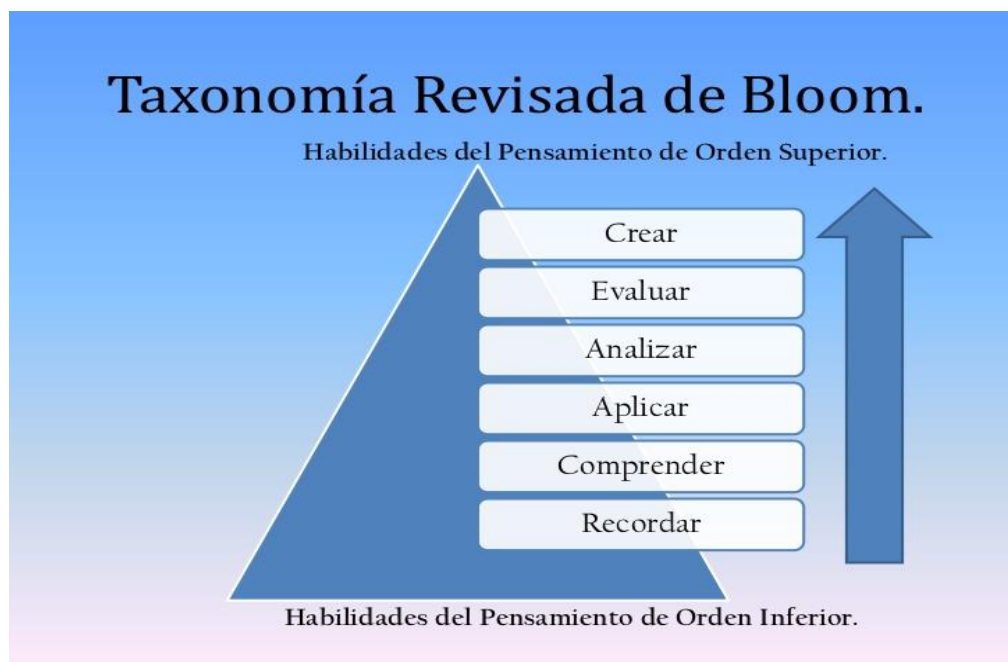 Taxonomía Revisada de Bloom.
Habilidades del Pensamiento de Orden Superior.
Crear
Evaluar
Analizar
Aplicar
Comprender
Recordar
Habilidades del Pensamiento de Orden Inferior.